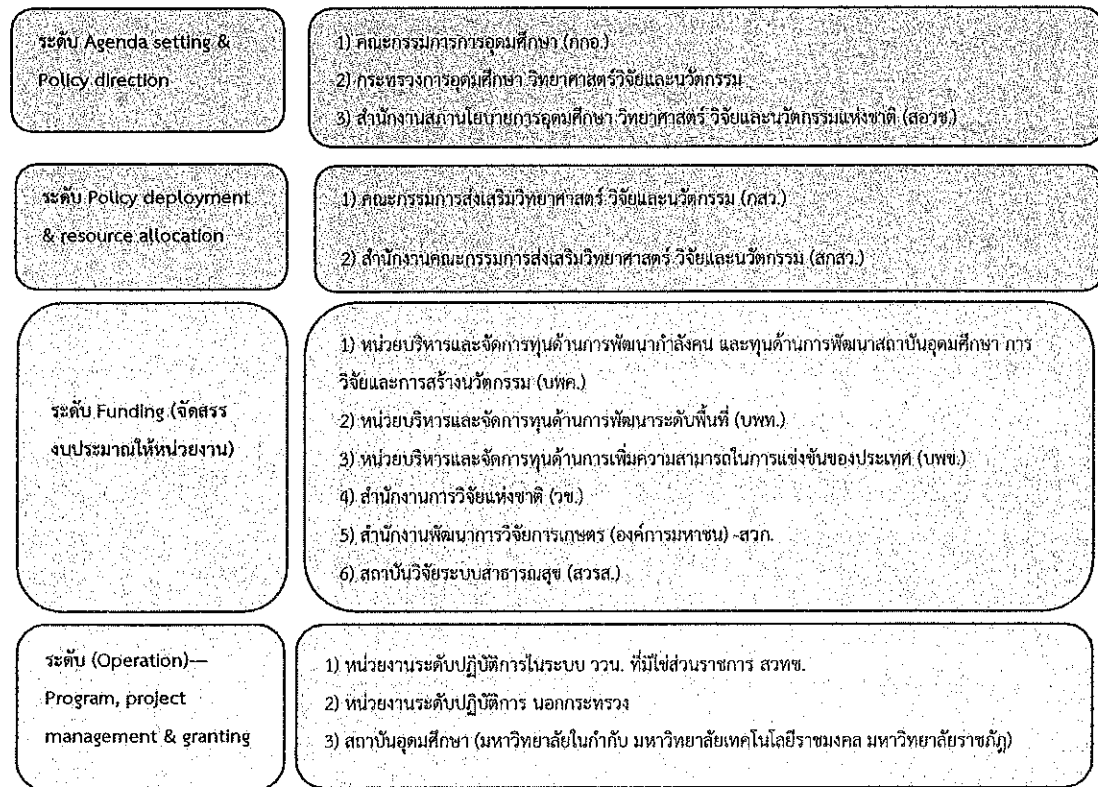 ระดับ Agenda setting &
Policy direction
1) คณะกรรมการการอุดมศึกษา (กกอ.)
2) กระทรวงการอุดมศึกษา วิทยาศาสตร์วิจัยและนวัตกรรม
3) สำนักงานสภานโยบายการอุดมศึกษา วิทยาศาสตร์ วิจัยและนวัตกรรมแห่งชาติ (สอวช.)
ระดับ Policy deployment
& resource allocation
1) คณะกรรมการส่งเสริมวิทยาศาสตร์ วิจัยและนวัตกรรม (กสว.)
2) สำนักงานคณะกรรมการส่งเสริมวิทยาศาสตร์ วิจัยและนวัตกรรม (สกสว.)
ระดับ Funding (จัดสรร
งบประมาณให้หน่วยงาน)
1) หน่วยบริหารและจัดการทุนด้านการพัฒนากำลังคน และทุนด้านการพัฒนาสถาบันอุดมศึกษา การ
วิจัยและการสร้างนวัตกรรม (บพค.)
2) หน่วยบริหารและจัดการทุนด้านการพัฒนาระดับพื้นที่ (บพท.)
3) หน่วยบริหารและจัดการทุนด้านการเพิ่มความสามารถในการแข่งขันของประเทศ (บพข.)
4) สำนักงานการวิจัยแห่งชาติ (วช.)
5) สำนักงานพัฒนาการวิจัยการเกษตร (องค์การมหาชน) -สวก.
6) สถาบันวิจัยระบบสาธารณสุข (สวรส.)
ระดับ (Operation)—
Program, project
management & granting
1) หน่วยงานระดับปฏิบัติการในระบบ ววน. ที่มิใช่ส่วนราชการ สวทช.
2) หน่วยงานระดับปฏิบัติการ นอกกระทรวง
3) สถาบันอุดมศึกษา (มหาวิทยาลัยในกำกับ มหาวิทยาลัยเทคโนโลยีราชมงคล มหาวิทยาลัยราชภัฏ)